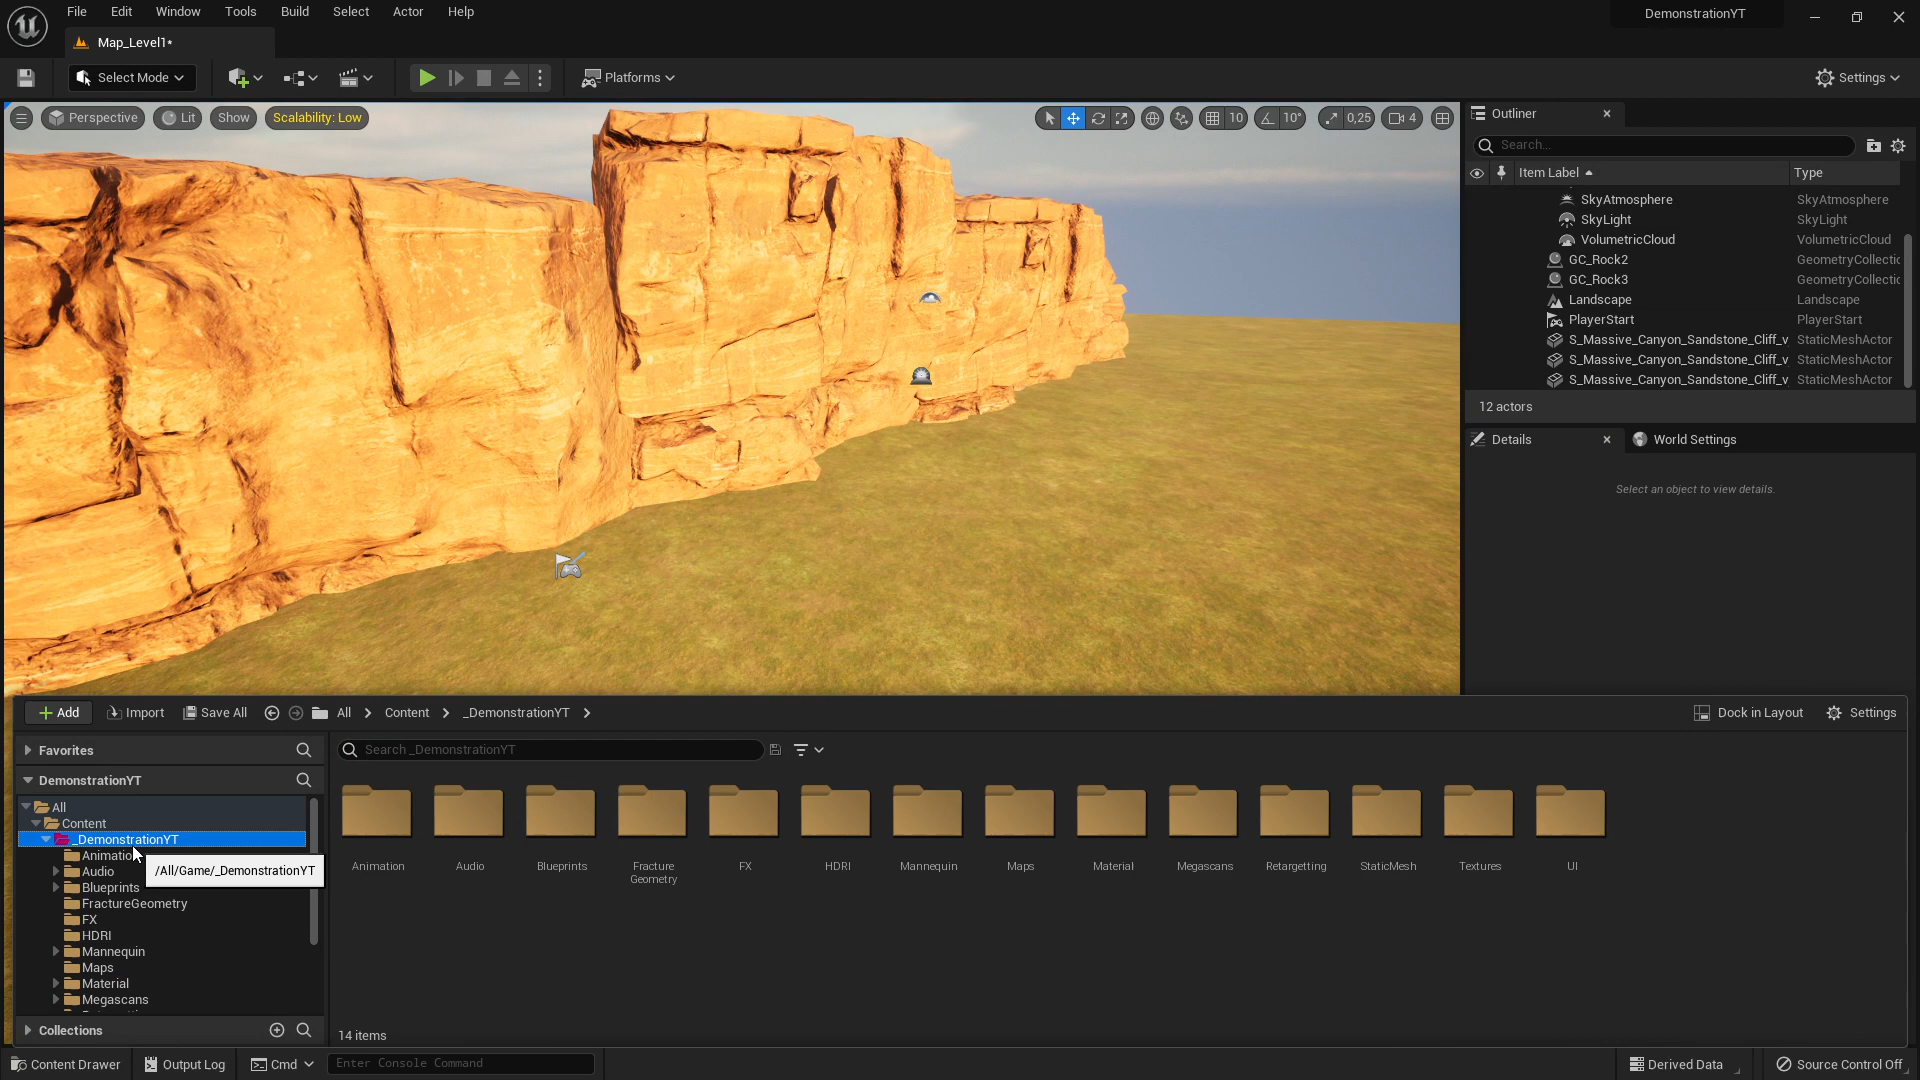 File Edit Window Tools Build Select Actor Help
DemonstrationYT
Map_Level1*
Select Mode
Platforms
Settings
Perspective Lit Show Scalability: Low
10 10° 0,25 4
Outliner
Search...
Item Label Type
SkyAtmosphere SkyAtmosphere
SkyLight SkyLight
VolumetricCloud VolumetricCloud
GC_Rock2 GeometryCollectic
GC_Rock3 GeometryCollectic
Landscape Landscape
PlayerStart PlayerStart
S_Massive_Canyon_Sandstone_Cliff_v StaticMeshActor
S_Massive_Canyon_Sandstone_Cliff_v StaticMeshActor
S_Massive_Canyon_Sandstone_Cliff_v StaticMeshActor
12 actors
Details World Settings
Select an object to view details.
Add Import Save All All Content _DemonstrationYT
Dock in Layout Settings
Favorites
Search _DemonstrationYT
DemonstrationYT
All
Content
_DemonstrationYT
Animatio
Audio
Blueprints
FractureGeometry
FX
HDRI
Mannequin
Maps
Material
Megascans
/All/Game/_DemonstrationYT
Animation Audio Blueprints Fracture Geometry FX HDRI Mannequin Maps Material Megascans Retargetting StaticMesh Textures UI
Collections
14 items
Content Drawer Output Log Cmd Enter Console Command
Derived Data Source Control Off